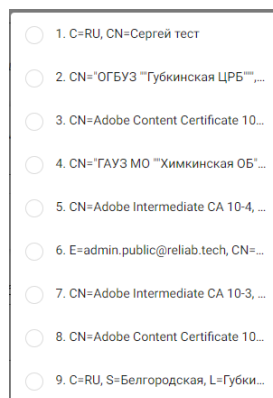 1. C=RU, CN=Сергей тест
2. CN="ОГБУЗ ""Губкинская ЦРБ""",...
3. CN=Adobe Content Certificate 10...
4. CN="ГАУЗ МО ""Химкинская ОБ"...
5. CN=Adobe Intermediate CA 10-4, ...
6. E=admin.public@reliab.tech, CN=...
7. CN=Adobe Intermediate CA 10-3, ...
8. CN=Adobe Content Certificate 10...
9. C=RU, S=Белгородская, L=Губки...